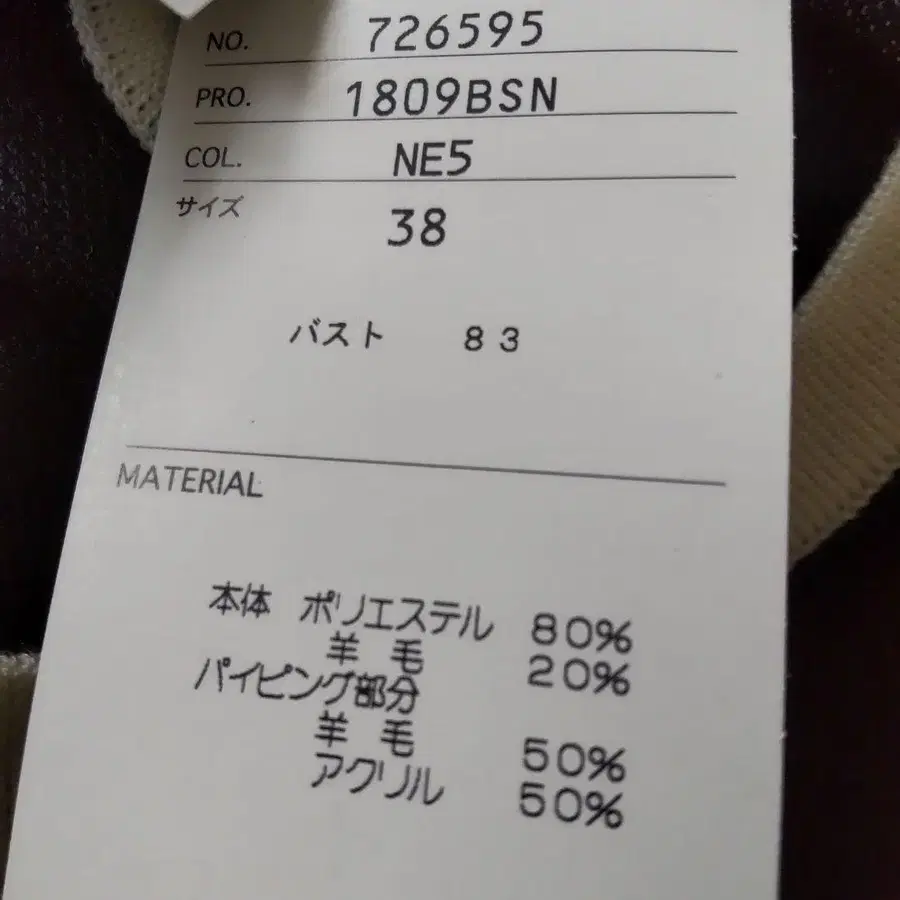 NO. 726595
PRO. 1809BSN
COL. NE5
サイズ 38
バスト 83
MATERIAL
本体 ポリエステル 80%
羊 毛 20%
パイピング部分
羊 毛 50%
アクリル 50%